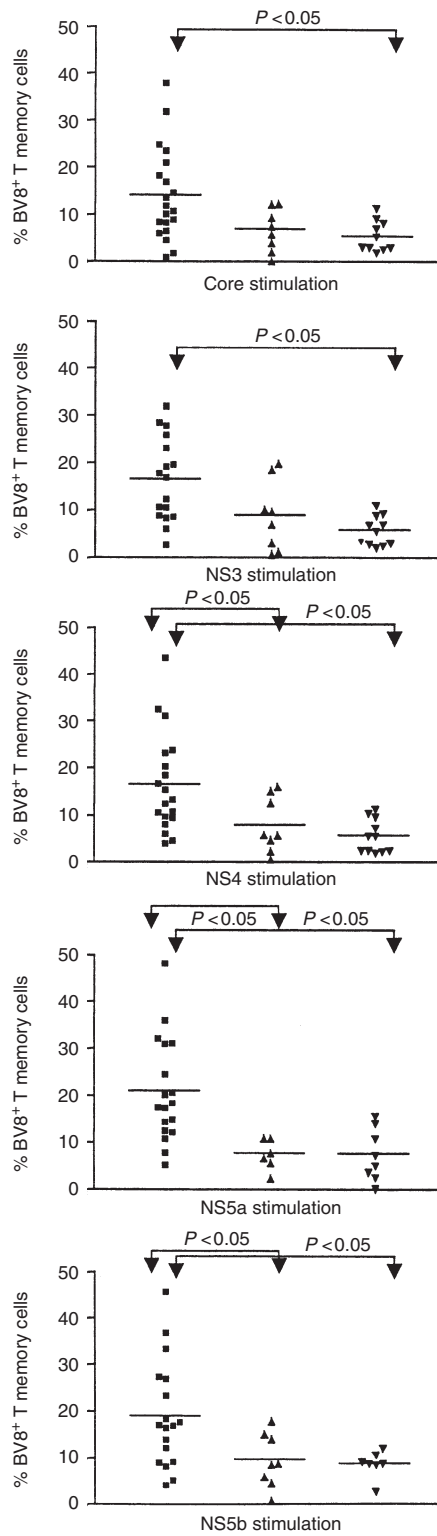 P < 0.05
50
40
30
20
10
0
% BV8+ T memory cells
Core stimulation
P < 0.05
50
40
30
20
10
0
% BV8+ T memory cells
NS3 stimulation
P < 0.05
P < 0.05
50
40
30
20
10
0
% BV8+ T memory cells
NS4 stimulation
P < 0.05 P < 0.05
50
40
30
20
10
0
% BV8+ T memory cells
NS5a stimulation
P < 0.05 P < 0.05
50
40
30
20
10
0
% BV8+ T memory cells
NS5b stimulation